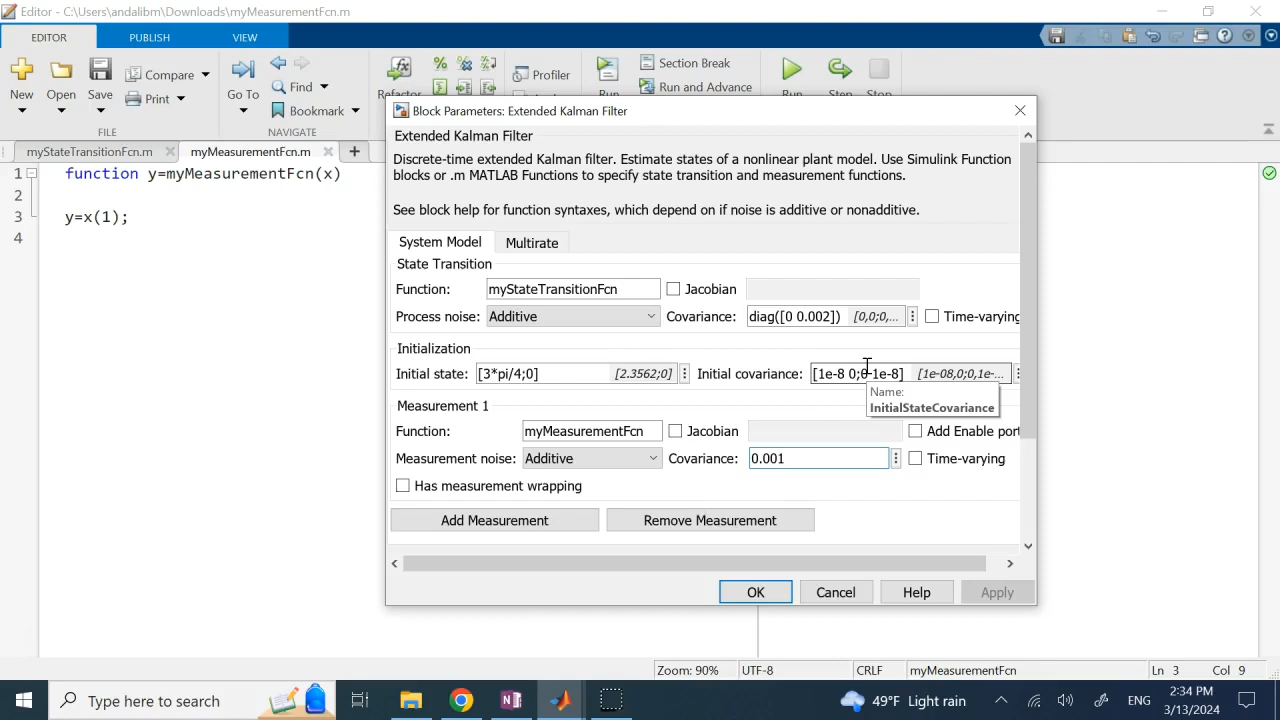 Editor - C:\Users\andalibm\Downloads\myMeasurementFcn.m
EDITOR PUBLISH VIEW
New Open Save Compare Print
Go To Find Bookmark
Refactor
Profiler
Run
Section Break
Run and Advance
Run Step Stop
FILE NAVIGATE
myStateTransitionFcn.m myMeasurementFcn.m
1 function y=myMeasurementFcn(x)
2
3 y=x(1);
4
Block Parameters: Extended Kalman Filter
Extended Kalman Filter
Discrete-time extended Kalman filter. Estimate states of a nonlinear plant model. Use Simulink Function
blocks or .m MATLAB Functions to specify state transition and measurement functions.
See block help for function syntaxes, which depend on if noise is additive or nonadditive.
System Model Multirate
State Transition
Function: myStateTransitionFcn Jacobian
Process noise: Additive Covariance: diag([0 0.002]) [0,0;0,... Time-varying
Initialization
Initial state: [3*pi/4;0] [2.3562;0] Initial covariance: [1e-8 0;0 1e-8] [1e-08,0;0,1e-...
Name:
InitialStateCovariance
Measurement 1
Function: myMeasurementFcn Jacobian Add Enable port
Measurement noise: Additive Covariance: 0.001 Time-varying
Has measurement wrapping
Add Measurement Remove Measurement
OK Cancel Help Apply
Zoom: 90% UTF-8 CRLF myMeasurementFcn Ln 3 Col 9
Type here to search
49°F Light rain
ENG
2:34 PM
3/13/2024